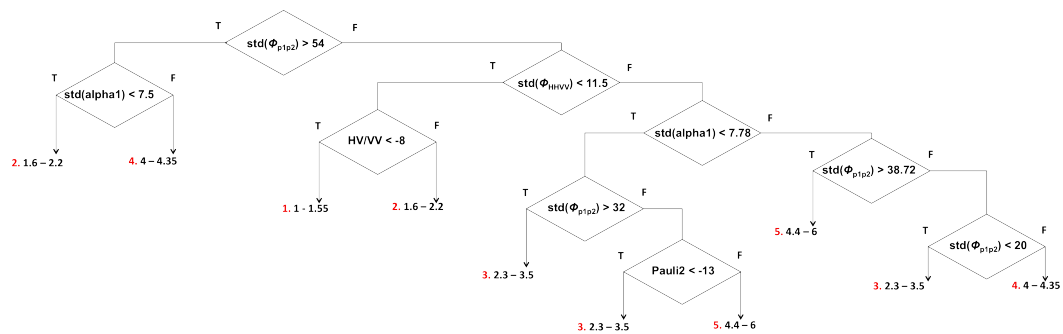 T
F
std(Φp1p2) > 54
T
F
std(alpha1) < 7.5
T
F
std(ΦHHVV) < 11.5
2. 1.6 – 2.2
4. 4 – 4.35
T
F
HV/VV < -8
T
F
std(alpha1) < 7.78
1. 1 - 1.55
2. 1.6 – 2.2
T
F
std(Φp1p2) > 38.72
T
F
std(Φp1p2) > 32
5. 4.4 – 6
T
F
std(Φp1p2) < 20
3. 2.3 – 3.5
T
F
Pauli2 < -13
3. 2.3 – 3.5
4. 4 – 4.35
3. 2.3 – 3.5
5. 4.4 – 6